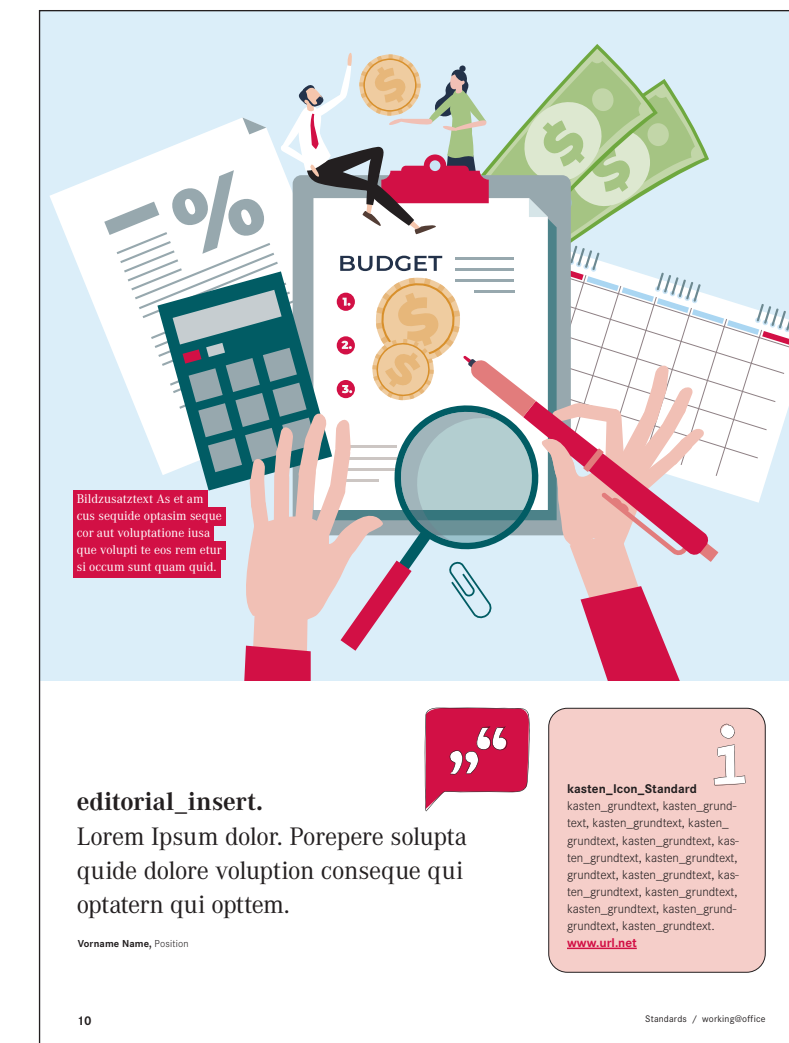 %
BUDGET
1.
2.
3.
Bildzusatztext As et am
cus sequide optasim seque
cor aut voluptatione iusa
que volupti te eos rem etur
si occum sunt quam quid.
„“
editorial_insert.
Lorem Ipsum dolor. Porepere solupta
quide dolore voluption conseque qui
optatern qui opttem.
Vorname Name, Position
i
kasten_Icon_Standard
kasten_grundtext, kasten_grund-
text, kasten_grundtext, kasten_
grundtext, kasten_grundtext, kas-
ten_grundtext, kasten_grundtext,
grundtext, kasten_grundtext, kas-
ten_grundtext, kasten_grundtext,
kasten_grundtext, kasten_grund-
grundtext, kasten_grundtext.
www.url.net
10
Standards / working@office